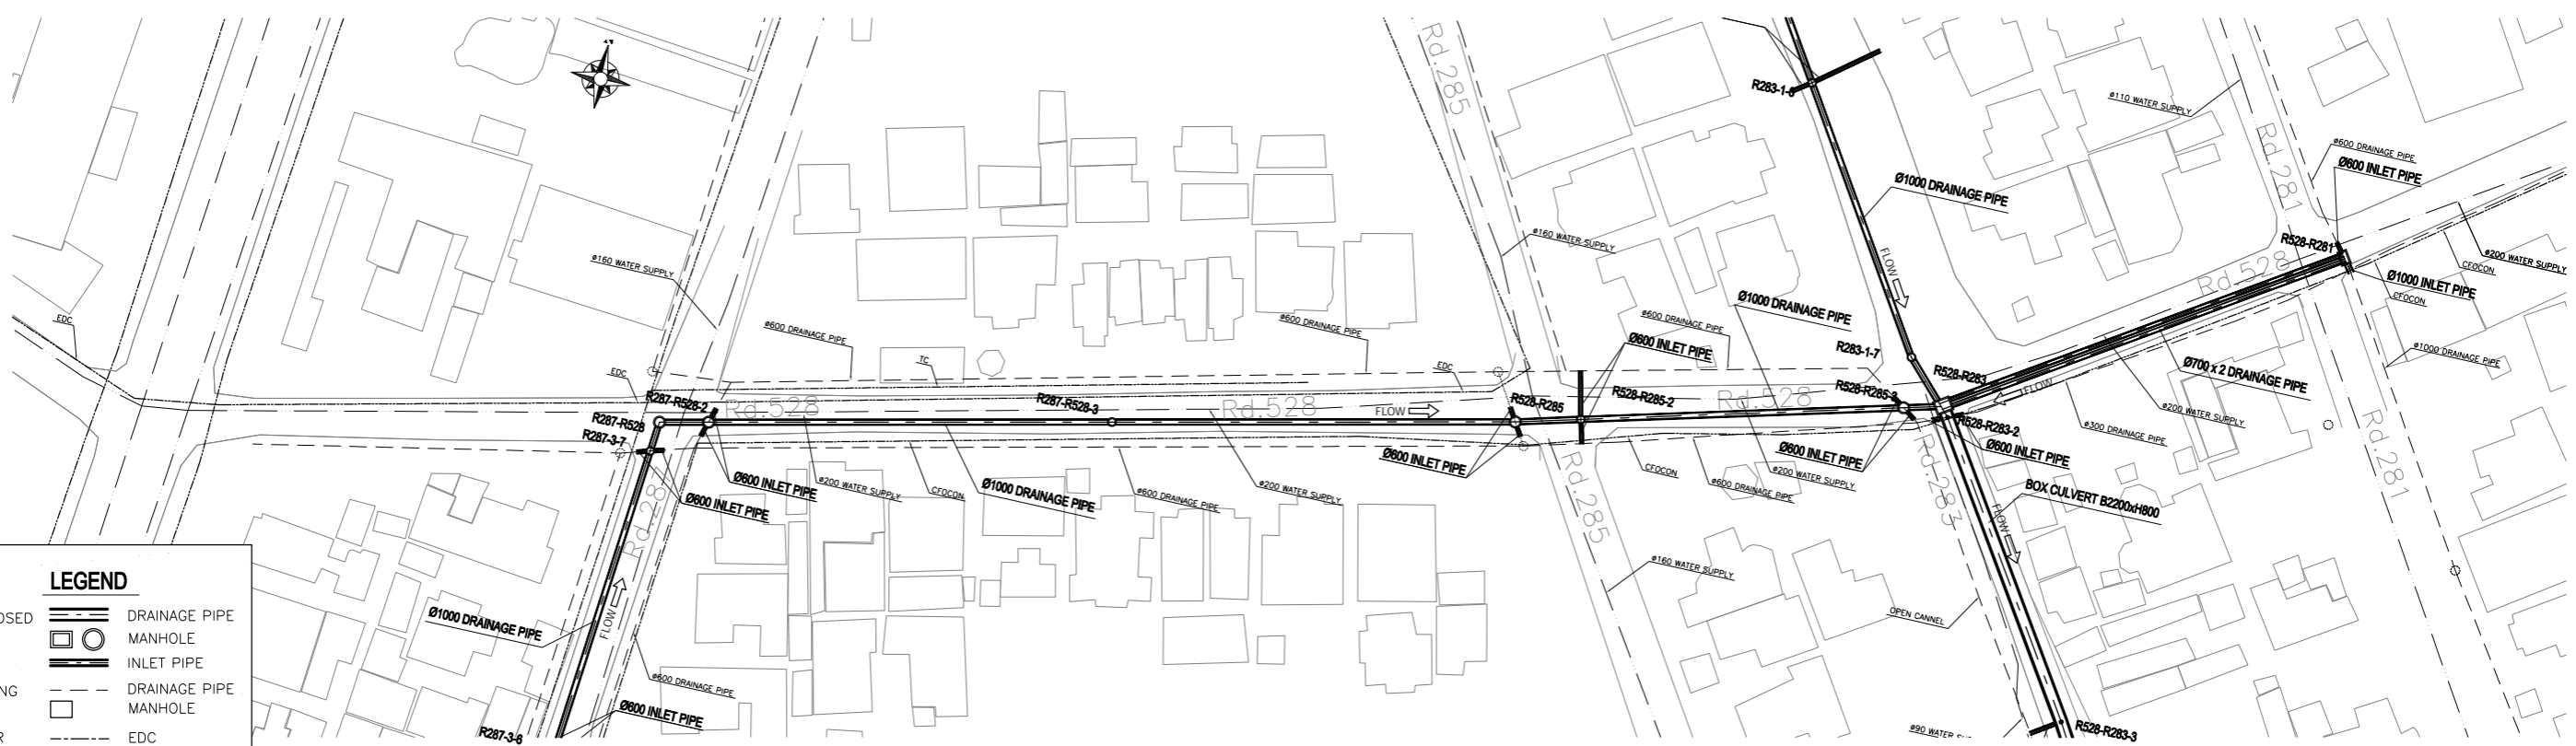 Rd.285
R283-1-6
ø110 WATER SUPPLY
Rd.281
ø600 DRAINAGE PIPE
Ø600 INLET PIPE
Ø1000 DRAINAGE PIPE
ø160 WATER SUPPLY
ø160 WATER SUPPLY
FLOW
R528-R281
Rd.528
CFOCON
ø200 WATER SUPPLY
Ø1000 INLET PIPE
CFOCON
EDC
ø600 DRAINAGE PIPE
ø600 DRAINAGE PIPE
ø600 DRAINAGE PIPE
Ø1000 DRAINAGE PIPE
Ø600 INLET PIPE
R283-1-7
ø1000 DRAINAGE PIPE
TC
EDC
EDC
R528-R283
Ø700 x 2 DRAINAGE PIPE
FLOW
R287-R528-2
Rd.528
R287-R528-3
Rd.528
FLOW
R528-R285
R528-R285-2
Rd.528
R528-R285-3
ø200 WATER SUPPLY
R287-R528
R287-3-7
R528-R283-2
ø300 DRAINAGE PIPE
Rd.281
Ø600 INLET PIPE
Ø600 INLET PIPE
Ø600 INLET PIPE
Ø600 INLET PIPE
ø200 WATER SUPPLY
CFOCON
Ø1000 DRAINAGE PIPE
ø600 DRAINAGE PIPE
ø200 WATER SUPPLY
Rd.285
CFOCON
ø600 DRAINAGE PIPE
ø200 WATER SUPPLY
Rd.283
Ø600 INLET PIPE
BOX CULVERT B2200xH800
FLOW
ø160 WATER SUPPLY
OPEN CANNEL
Ø1000 DRAINAGE PIPE
FLOW
ø600 DRAINAGE PIPE
Ø600 INLET PIPE
R287-3-6
R528-R283-3
ø90 WATER
LEGEND
DRAINAGE PIPE
MANHOLE
INLET PIPE
DRAINAGE PIPE
MANHOLE
EDC